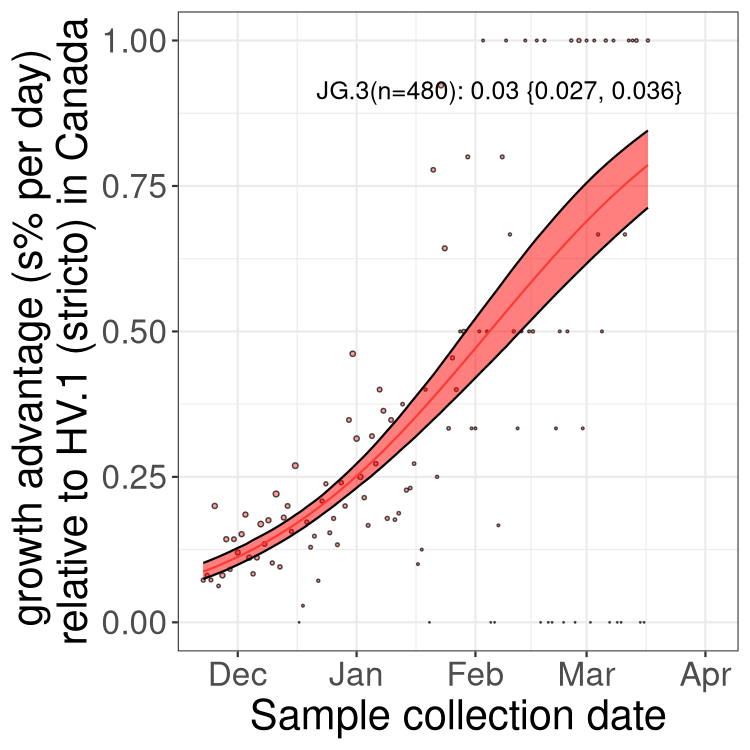 growth advantage (s% per day)
relative to HV.1 (stricto) in Canada
1.00
0.75
0.50
0.25
0.00
JG.3(n=480): 0.03 {0.027, 0.036}
Dec Jan Feb Mar Apr
Sample collection date